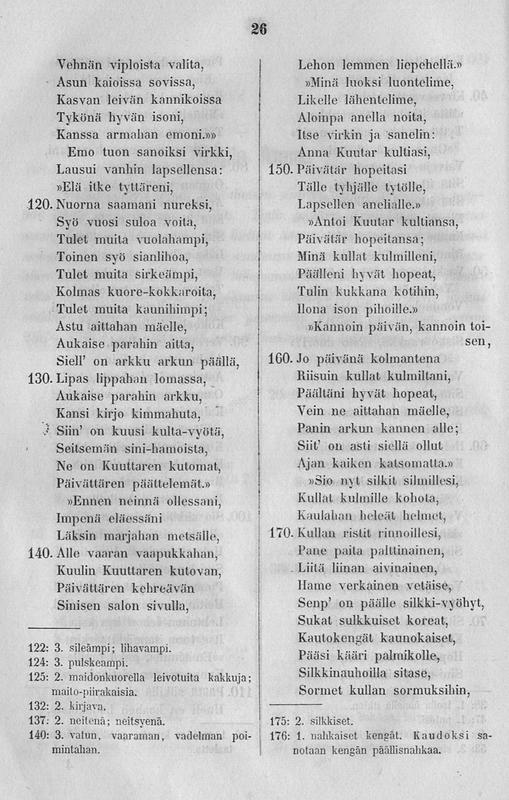 26
Vehnän viploista valita,
Asun kaioissa sovissa,
Kasvan leivän kannikoissa
Tykönä hyvän isoni,
Kanssa armahan emoni.»»
Emo tuon sanoiksi virkki,
Lausui vanhin lapsellensa:
»Elä itke tyttäreni,
120. Nuorna saamani nureksi,
Syö vuosi suloa voita,
Tulet muita vuolahampi,
Toinen syö sianlihoa,
Tulet muita sirkeämpi,
Kolmas kuore-kokkaroita,
Tulet muita kaunihimpi;
Astu aittahan mäelle,
Aukaise parahin aitta,
Siell' on arkku arkun päällä,
130. Lipas lippahan lomassa,
Aukaise parahin arkku,
Kansi kirjo kimmahuta,
Siin' on kuusi kulta-vyötä,
Seitsemän sini-hamoista,
Ne on Kuuttaren kutomat,
Päivättären päättelemät.»
»Ennen neinnä ollessani,
Impenä eläessäni
Läksin marjahan metsälle,
140. Alle vaaran vaapukkahan,
Kuulin Kuuttaren kutovan,
Päivättären kehreävän
Sinisen salon sivulla,
122: 3. sileämpi; lihavampi.
124: 3. pulskeampi.
125: 2. maidonkuorella leivotuita kakkuja;
maito-piirakaisia.
132: 2. kirjava.
137: 2. neitenä; neitsyenä.
140: 3. vatun, vaaraman, vadelman poi-
mintahan.
Lehon lemmen liepehellä.»
»Minä luoksi luontelime,
Likelle lähentelime,
Aloinpa anella noita,
Itse virkin ja sanelin:
Anna Kuutar kultiasi,
150. Päivätär hopeitasi
Tälle tyhjälle tytölle,
Lapsellen anelialle.»
»Antoi Kuutar kultiansa,
Päivätär hopeitansa;
Minä kullat kulmilleni,
Päälleni hyvät hopeat,
Tulin kukkana kotihin,
Ilona ison pihoille.»
»Kannoin päivän, kannoin toi-
sen,
160. Jo päivänä kolmantena
Riisuin kullat kulmiltani,
Päältäni hyvät hopeat,
Vein ne aittahan mäelle,
Panin arkun kannen alle;
Siit' on asti siellä ollut
Ajan kaiken katsomatta.»
»Sio nyt silkit silmillesi,
Kullat kulmille kohota,
Kaulahan heleät helmet,
170. Kullan ristit rinnoillesi,
Pane paita palttinainen,
Liitä liinan aivinainen,
Hame verkainen vetäise,
Senp' on päälle silkki-vyöhyt,
Sukat sulkkuiset koreat,
Kautokengät kaunokaiset,
Pääsi kääri palmikolle,
Silkkinauhoilla sitase,
Sormet kullan sormuksihin,
175: 2. silkkiset.
176: 1. nahkaiset kengät. Kaudoksi sa-
notaan kengän päällisnahkaa.